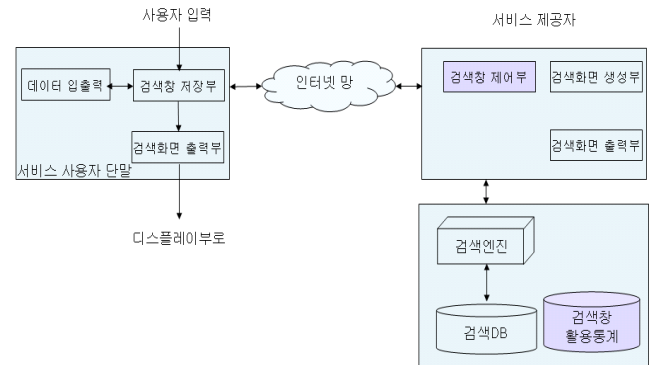 사용자 입력
서비스 제공자
데이터 입출력
검색창 저장부
인터넷 망
검색창 제어부
검색화면 생성부
검색화면 출력부
검색화면 출력부
서비스 사용자 단말
디스플레이부로
검색엔진
검색DB
검색창
활용통계